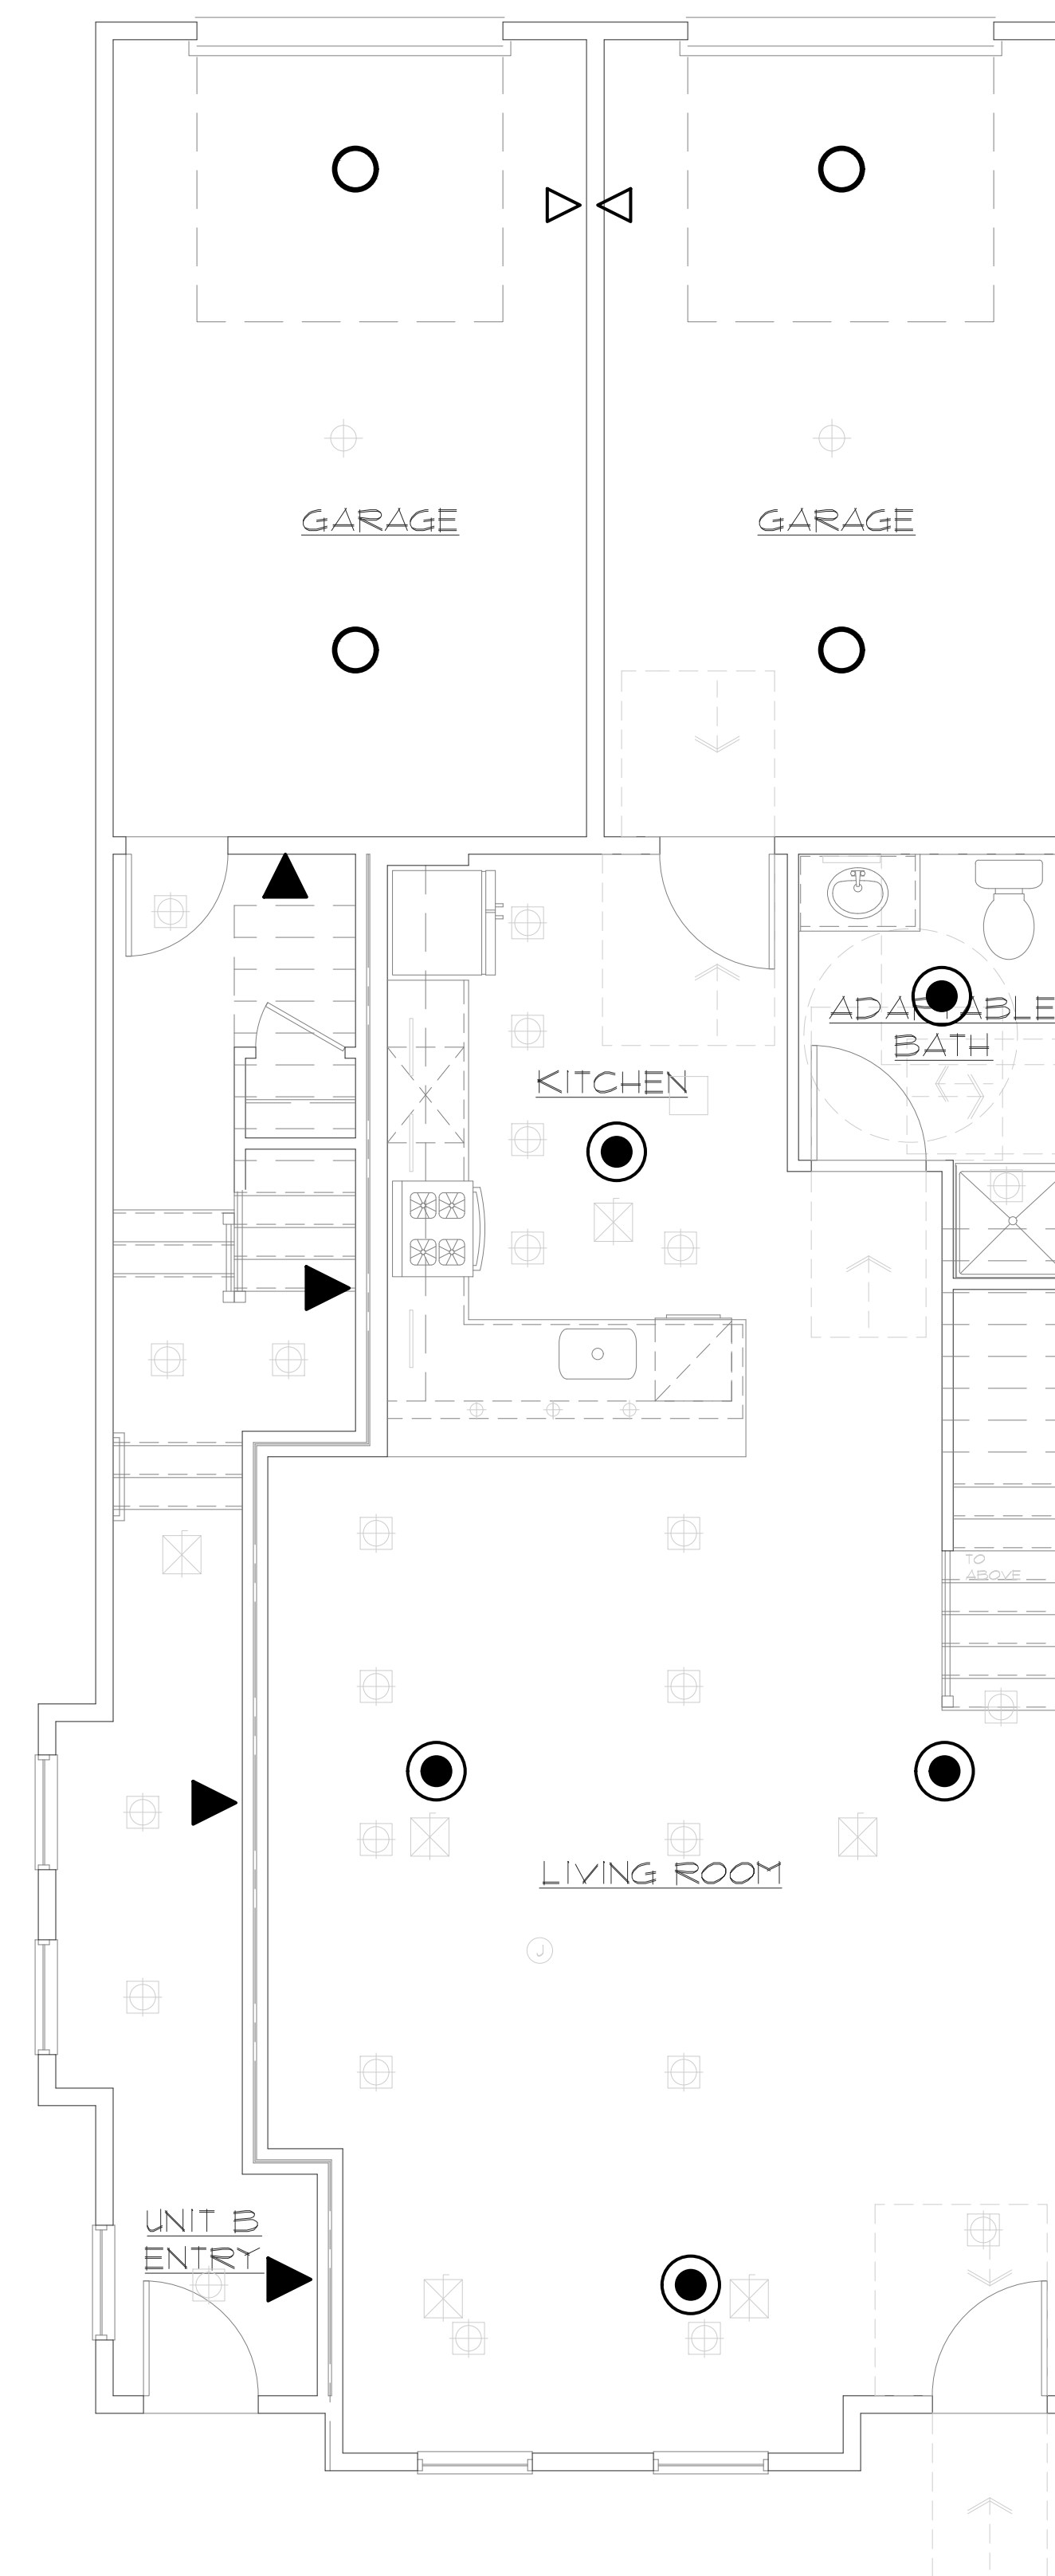 GARAGE
GARAGE
ADAPTABLE
BATH
KITCHEN
TO
ABOVE
LIVING ROOM
J
UNIT B
ENTRY